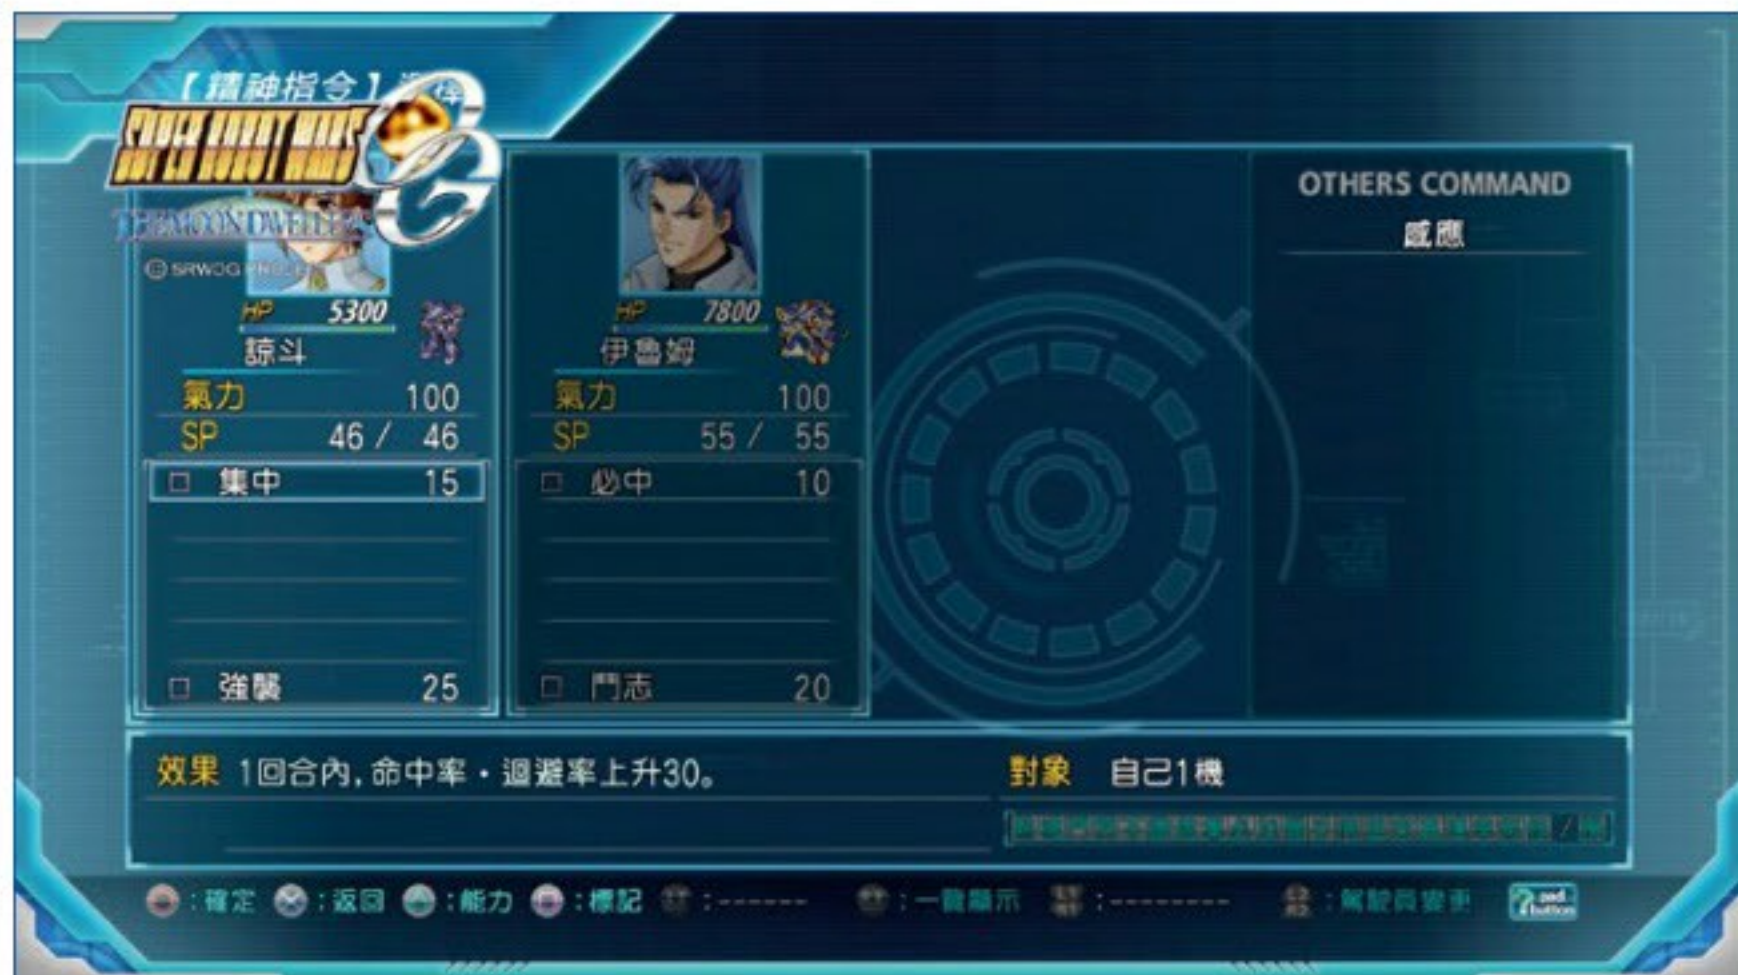 【精神指令】選擇
SUPER ROBOT WARS
OG
THE MOON DWELLERS
© SRWOG PROJECT
HP 5300
諒斗
氣力 100
SP 46 / 46
集中 15
強襲 25
HP 7800
伊魯姆
氣力 100
SP 55 / 55
必中 10
鬥志 20
OTHERS COMMAND
感應
效果 1回合內,命中率・迴避率上升30。
對象 自己1機
:確定 :返回 :能力 :標記 :------ :一覽顯示 :-------- :駕駛員變更 ? and button